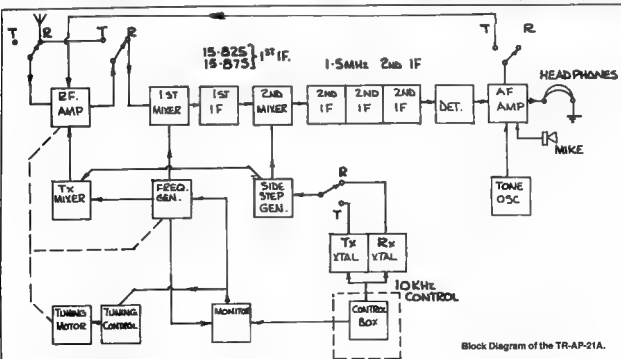 T R T R
15.825
15.875 } 1ST IF.
1.5MHz 2ND IF
T R
HEADPHONES
R.F.
AMP
1ST
MIXER
1ST
IF
2ND
MIXER
2ND
IF
2ND
IF
2ND
IF
DET.
AF
AMP
MIKE
TX
MIXER
FREQ.
GEN.
SIDE
STEP
GEN.
R
T
TONE
OSC
TX
XTAL
RX
XTAL
10KHz
CONTROL
TUNING
MOTOR
TUNING
CONTROL
MONITOR
CONTROL
BOX
Block Diagram of the TR-AP-21A.